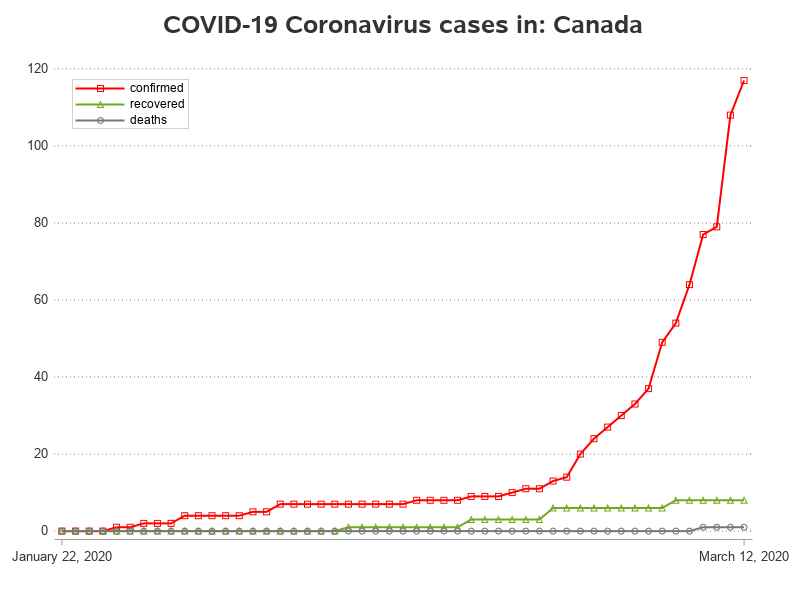 COVID-19 Coronavirus cases in: Canada
120
confirmed
recovered
deaths
100
80
60
40
20
0
January 22, 2020
March 12, 2020